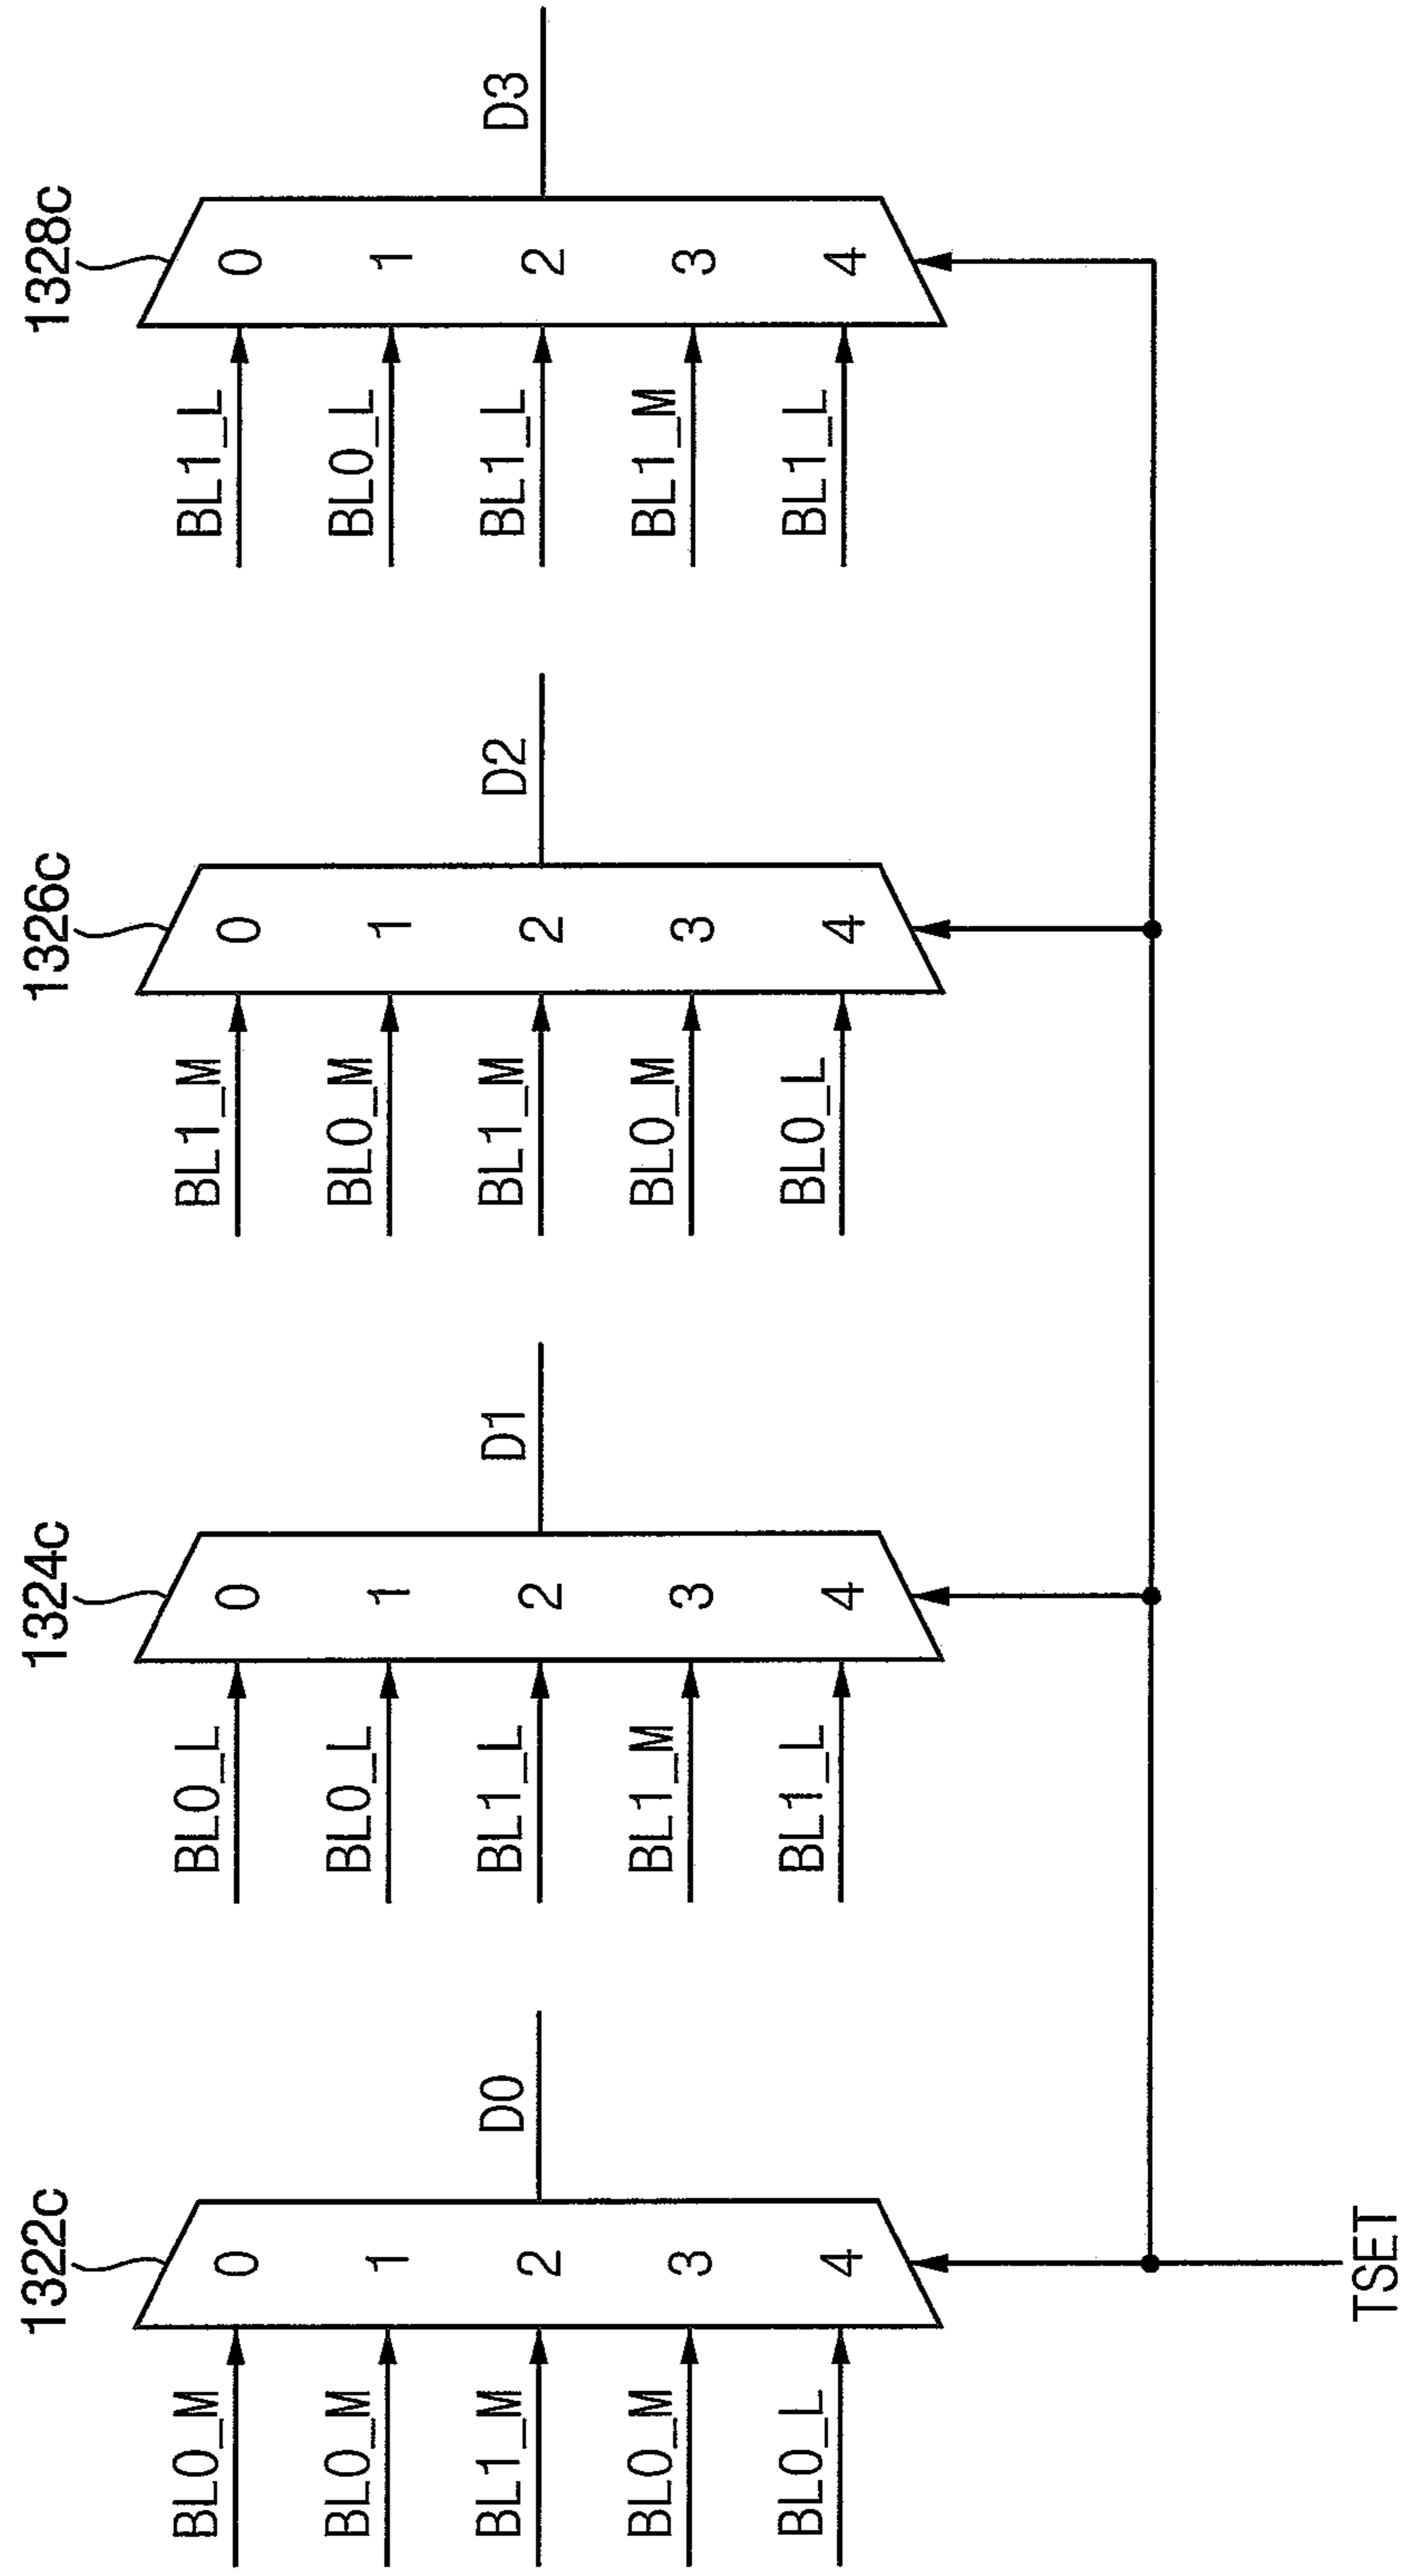 1322c
BL0_M
0
BL0_M
1
BL1_M
2
D0
BL0_M
3
BL0_L
4
1324c
BL0_L
0
BL0_L
1
BL1_L
2
D1
BL1_M
3
BL1_L
4
1326c
BL1_M
0
BL0_M
1
BL1_M
2
D2
BL0_M
3
BL0_L
4
1328c
BL1_L
0
BL0_L
1
BL1_L
2
D3
BL1_M
3
BL1_L
4
TSET